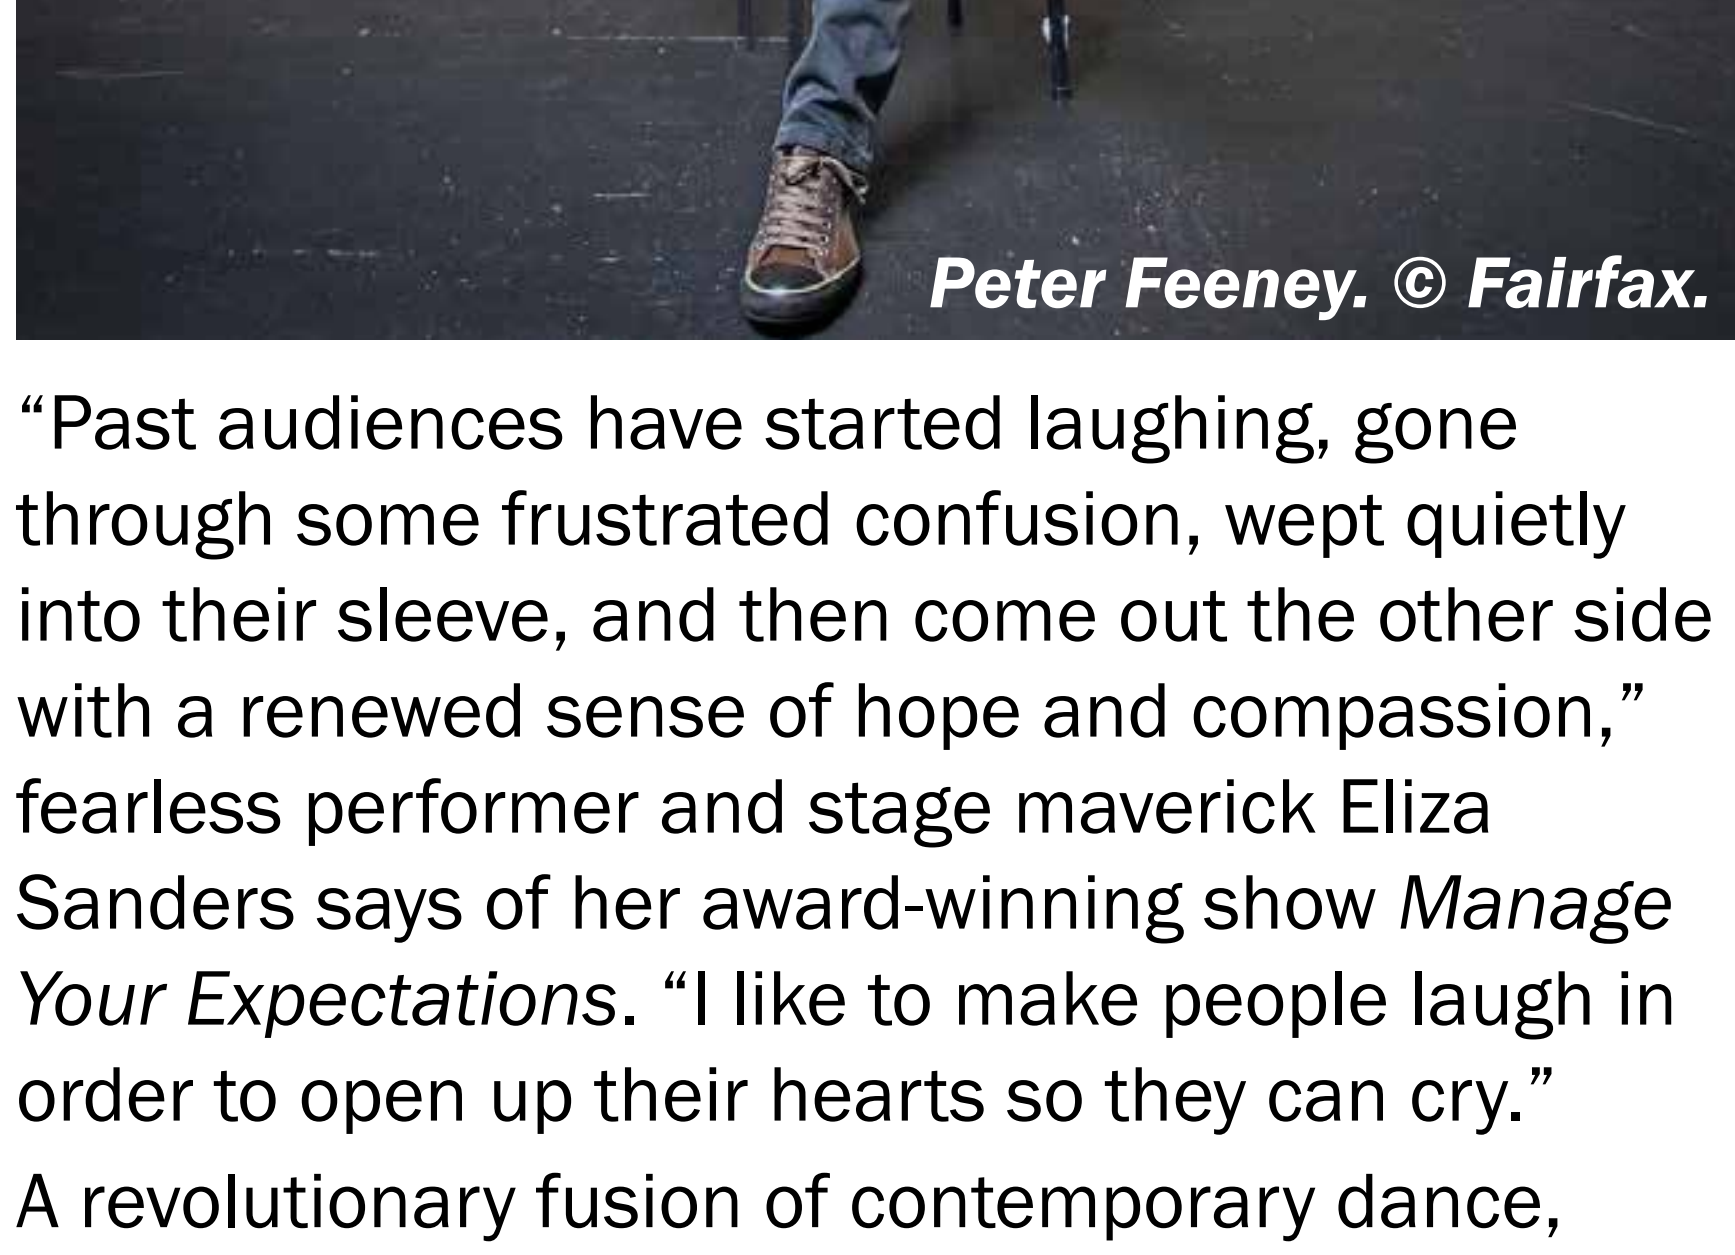 Peter Feeney. © Fairfax.
“Past audiences have started laughing, gone
through some frustrated confusion, wept quietly
into their sleeve, and then come out the other side
with a renewed sense of hope and compassion,”
fearless performer and stage maverick Eliza
Sanders says of her award-winning show Manage
Your Expectations. “I like to make people laugh in
order to open up their hearts so they can cry.”
A revolutionary fusion of contemporary dance,